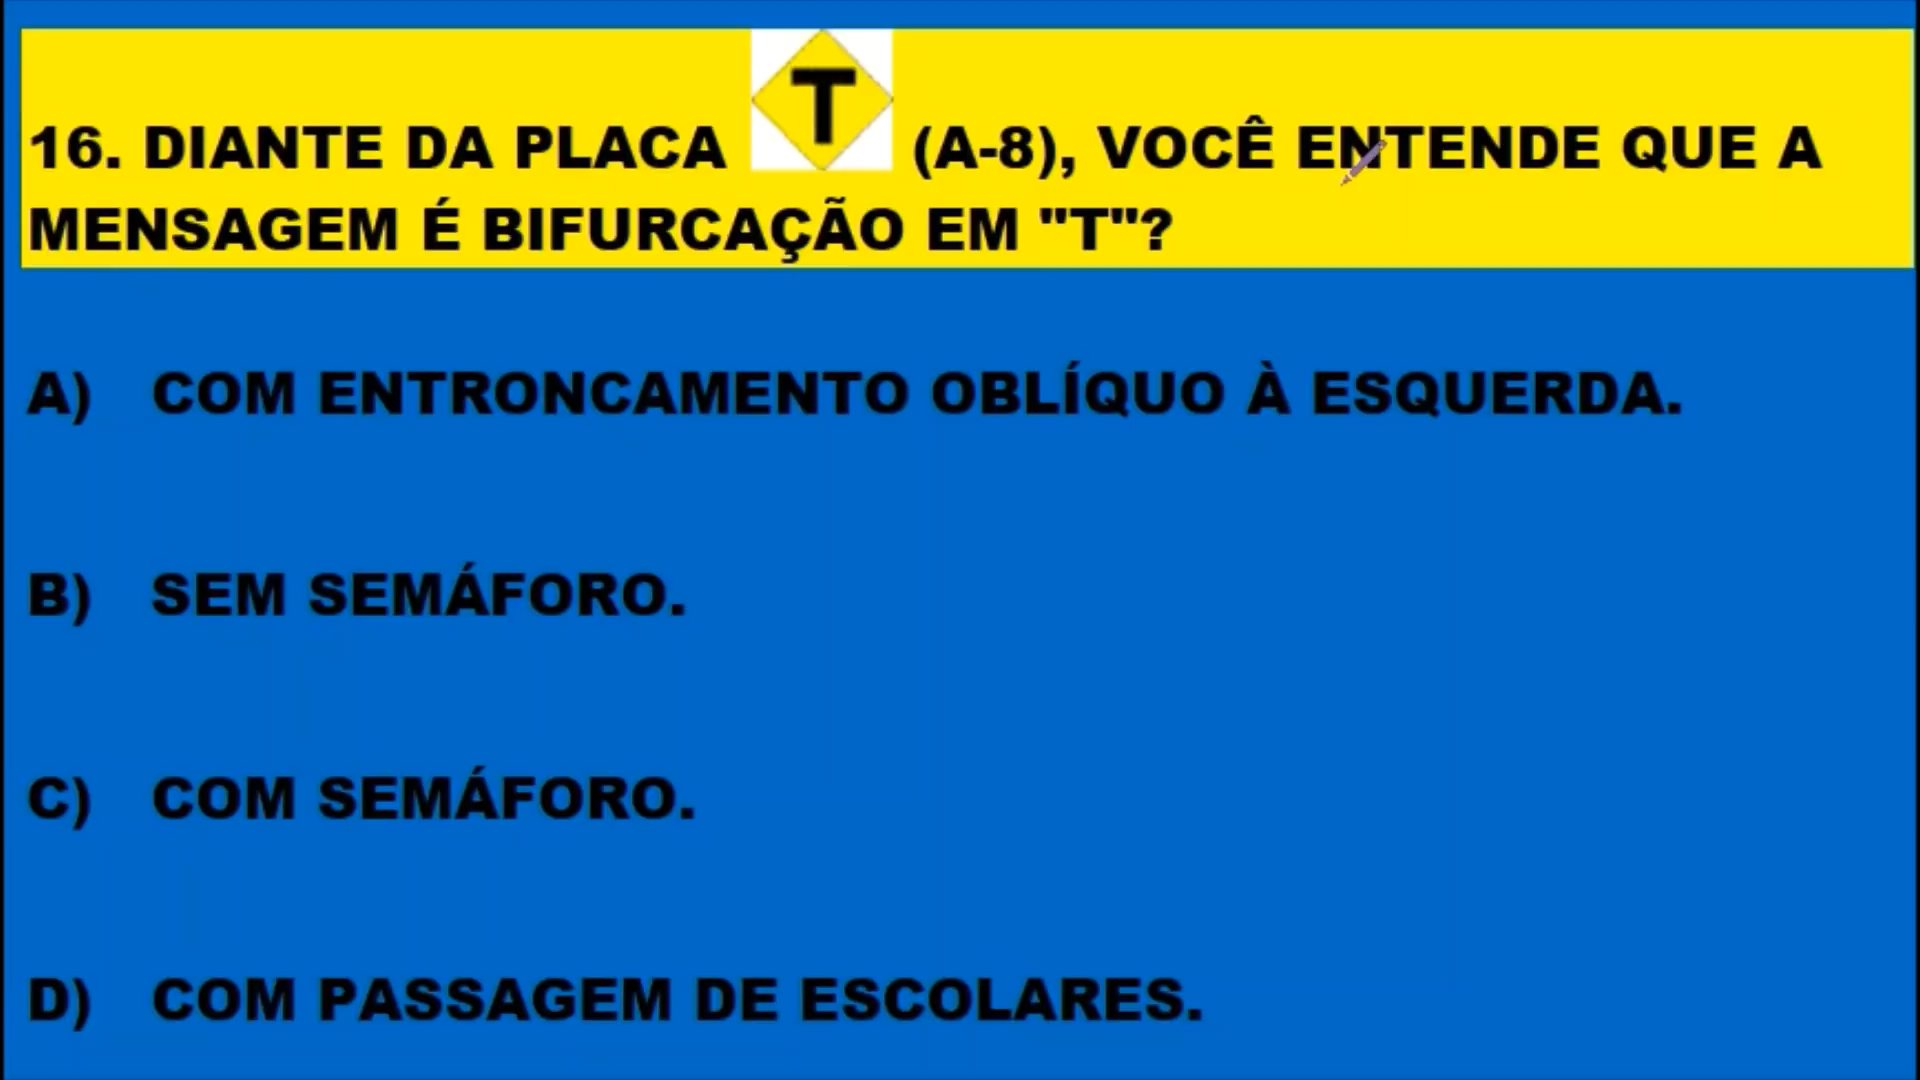 16. DIANTE DA PLACA T (A-8), VOCÊ ENTENDE QUE A
MENSAGEM É BIFURCAÇÃO EM "T"?
A) COM ENTRONCAMENTO OBLÍQUO À ESQUERDA.
B) SEM SEMÁFORO.
C) COM SEMÁFORO.
D) COM PASSAGEM DE ESCOLARES.